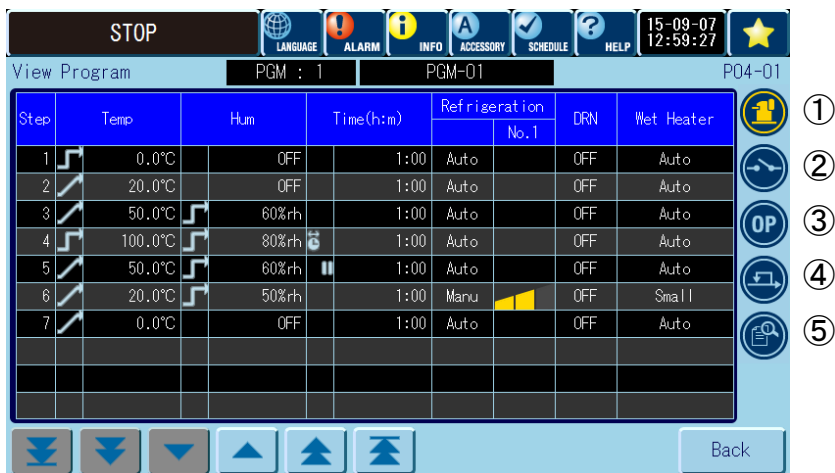 STOP LANGUAGE ALARM INFO ACCESSORY SCHEDULE HELP 15-09-07
12:59:27
View Program PGM : 1 PGM-01 P04-01
Step Temp Hum Time(h:m) Refrigeration DRN Wet Heater
No.1
1 0.0°C OFF 1:00 Auto OFF Auto
2 20.0°C OFF 1:00 Auto OFF Auto
3 50.0°C 60%rh 1:00 Auto OFF Auto
4 100.0°C 80%rh 1:00 Auto OFF Auto
5 50.0°C 60%rh 1:00 Auto OFF Auto
6 20.0°C 50%rh 1:00 Manu OFF Small
7 0.0°C OFF 1:00 Auto OFF Auto
Back
①
②
OP ③
④
⑤